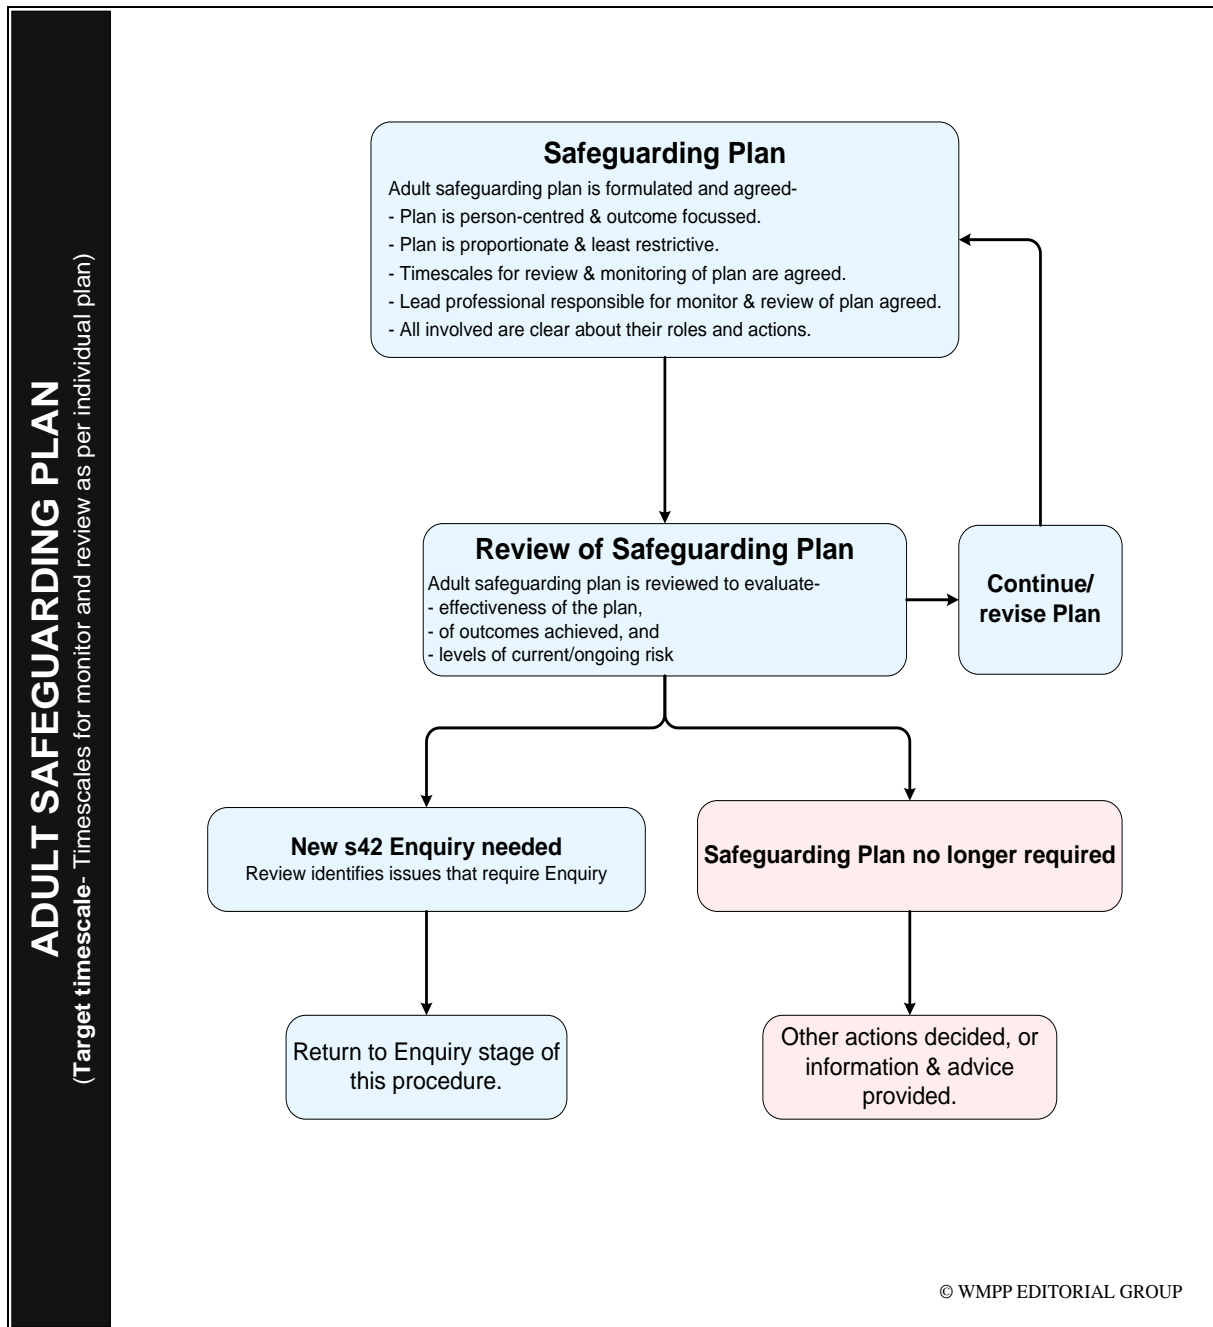 ADULT SAFEGUARDING PLAN
(Target timescale- Timescales for monitor and review as per individual plan)
Safeguarding Plan
Adult safeguarding plan is formulated and agreed-
- Plan is person-centred & outcome focussed.
- Plan is proportionate & least restrictive.
- Timescales for review & monitoring of plan are agreed.
- Lead professional responsible for monitor & review of plan agreed.
- All involved are clear about their roles and actions.
Review of Safeguarding Plan
Adult safeguarding plan is reviewed to evaluate-
- effectiveness of the plan,
- of outcomes achieved, and
- levels of current/ongoing risk
Continue/
revise Plan
New s42 Enquiry needed
Review identifies issues that require Enquiry
Safeguarding Plan no longer required
Return to Enquiry stage of
this procedure.
Other actions decided, or
information & advice
provided.
© WMPP EDITORIAL GROUP